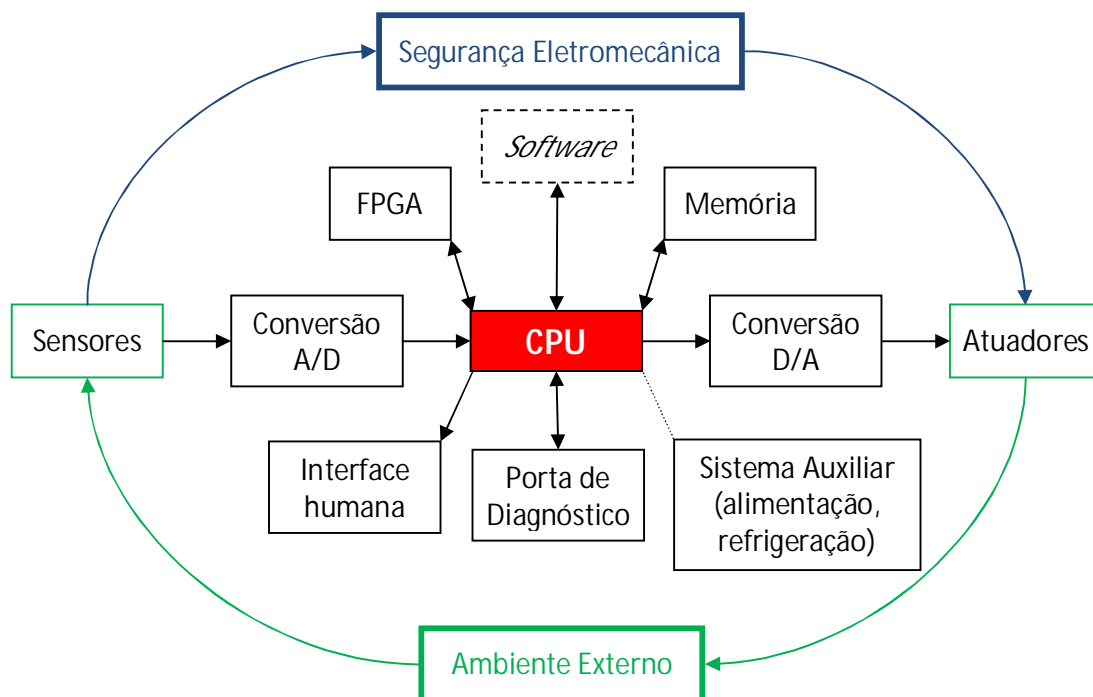 Segurança Eletromecânica
Software
FPGA
Memória
Sensores
Conversão
A/D
CPU
Conversão
D/A
Atuadores
Interface
humana
Porta de
Diagnóstico
Sistema Auxiliar
(alimentação,
refrigeração)
Ambiente Externo